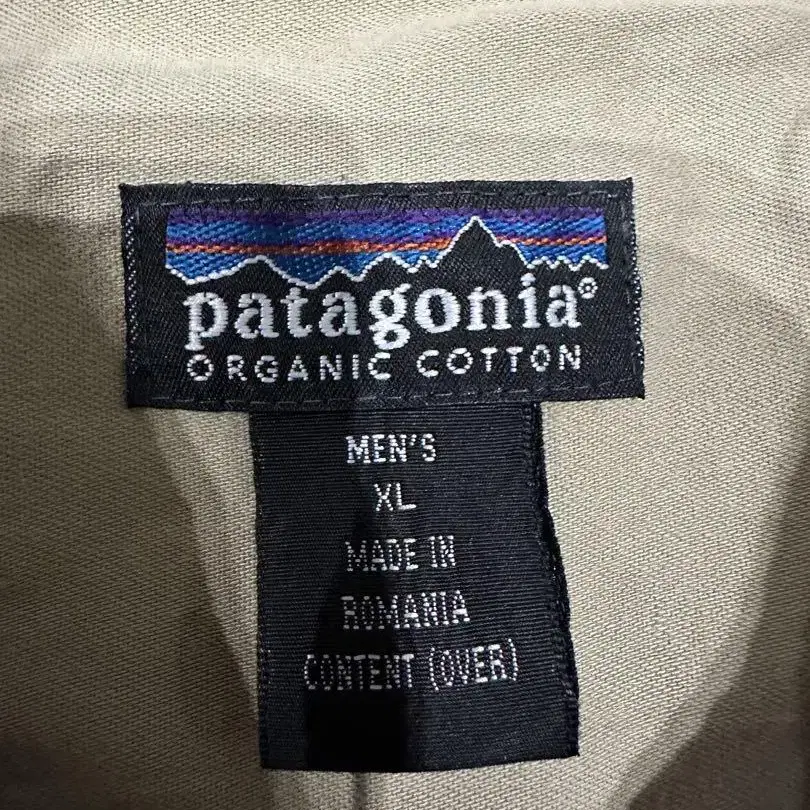 patagonia®
ORGANIC COTTON
MEN'S
XL
MADE IN
ROMANIA
CONTENT (OVER)